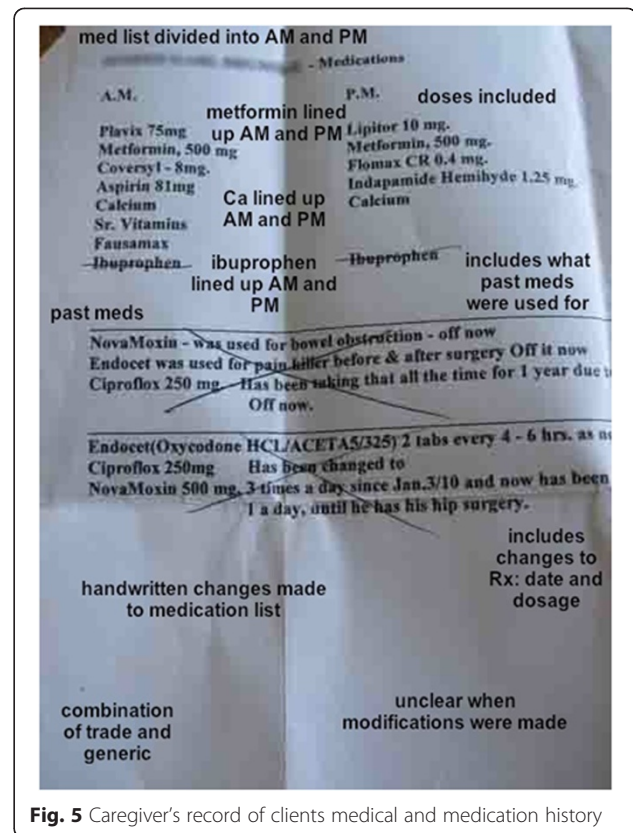 med list divided into AM and PM
- Medications
A.M.
P.M.
doses included
metformin lined
up AM and PM
Plavix 75mg
Metformin, 500 mg
Coversyl - 8mg.
Aspirin 81mg
Calcium
Sr. Vitamins
Fausamax
Ibuprophen
Lipitor 10 mg.
Metformin, 500 mg.
Flomax CR 0.4 mg.
Indapamide Hemihyde 1.25 mg
Calcium
Ibuprophen
Ca lined up
AM and PM
ibuprophen
lined up AM and
PM
includes what
past meds
were used for
past meds
NovaMoxin - was used for bowel obstruction - off now
Endocet was used for pain killer before & after surgery Off it now
Ciproflox 250 mg. Has been taking that all the time for 1 year due
Off now.
Endocet(Oxycodone HCL/ACETA5/325) 2 tabs every 4 - 6 hrs. as
Ciproflox 250mg Has been changed to
NovaMoxin 500 mg, 3 times a day since Jan.3/10 and now has been
1 a day, until he has his hip surgery.
includes
changes to
Rx: date and
dosage
handwritten changes made
to medication list
combination
of trade and
generic
unclear when
modifications were made
Fig. 5 Caregiver's record of clients medical and medication history